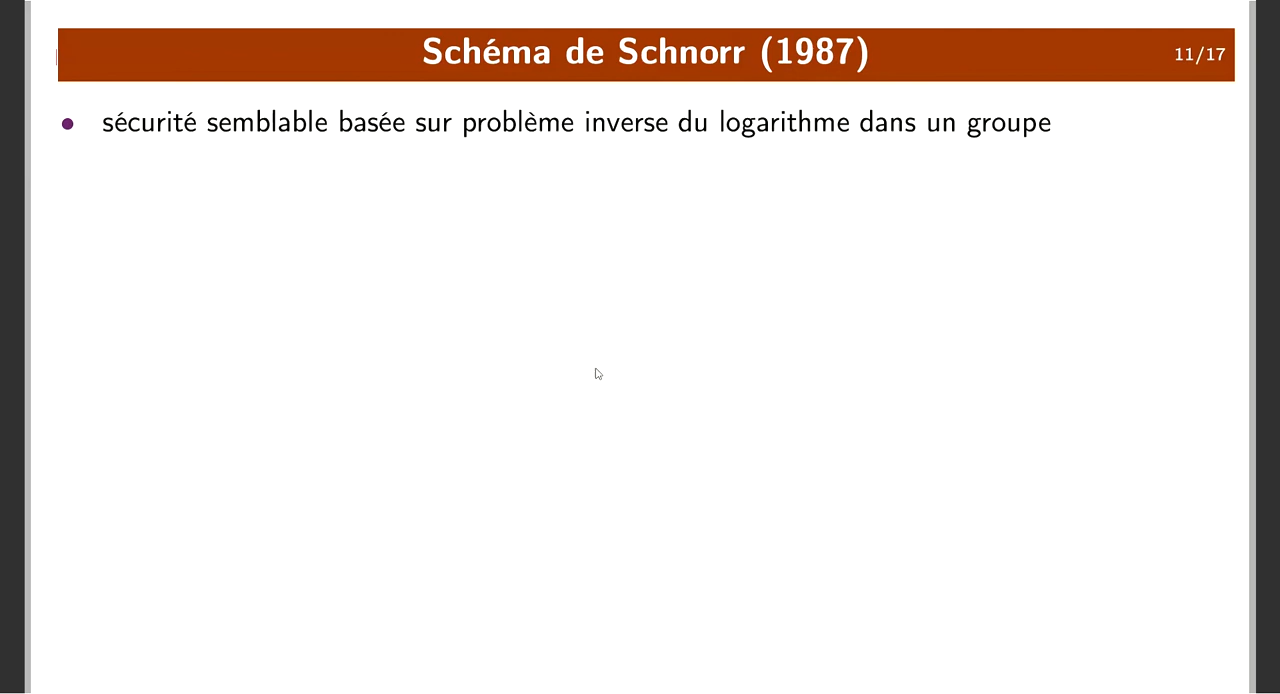 Schéma de Schnorr (1987)
11/17
• sécurité semblable basée sur problème inverse du logarithme dans un groupe